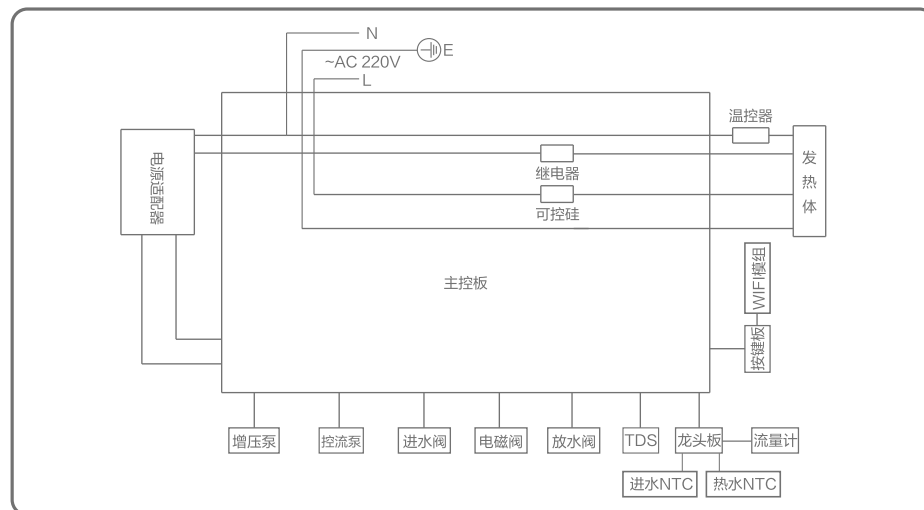 N
E
~AC 220V
L
温控器
电源适配器
继电器
发热体
可控硅
主控板
WIFI模组
按键板
增压泵
控流泵
进水阀
电磁阀
放水阀
TDS
龙头板
流量计
进水NTC
热水NTC